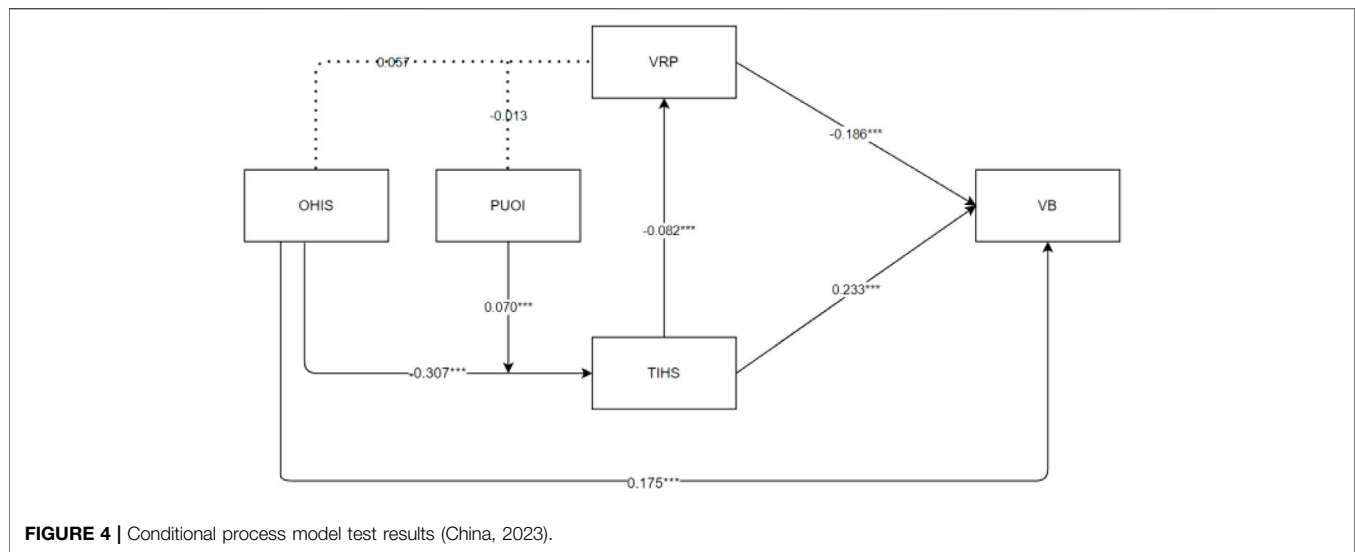 VRP
0.057
-0.013
-0.186***
OHIS
PUOI
VB
-0.082***
0.070***
0.233***
-0.307***
TIHS
0.175***
FIGURE 4 | Conditional process model test results (China, 2023).